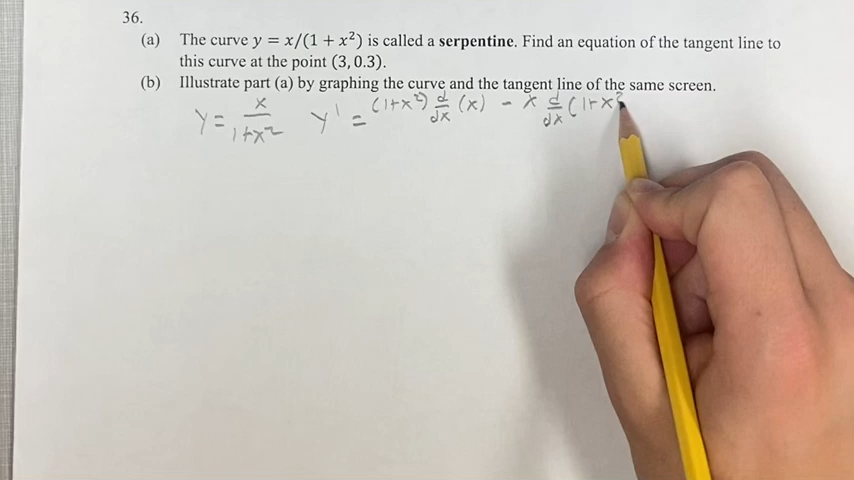 36.
(a) The curve y = x/(1 + x²) is called a serpentine. Find an equation of the tangent line to
this curve at the point (3, 0.3).
(b) Illustrate part (a) by graphing the curve and the tangent line of the same screen.
y = x/(1+x²) y' = (1+x²) d/dx (x) - x d/dx (1+x²